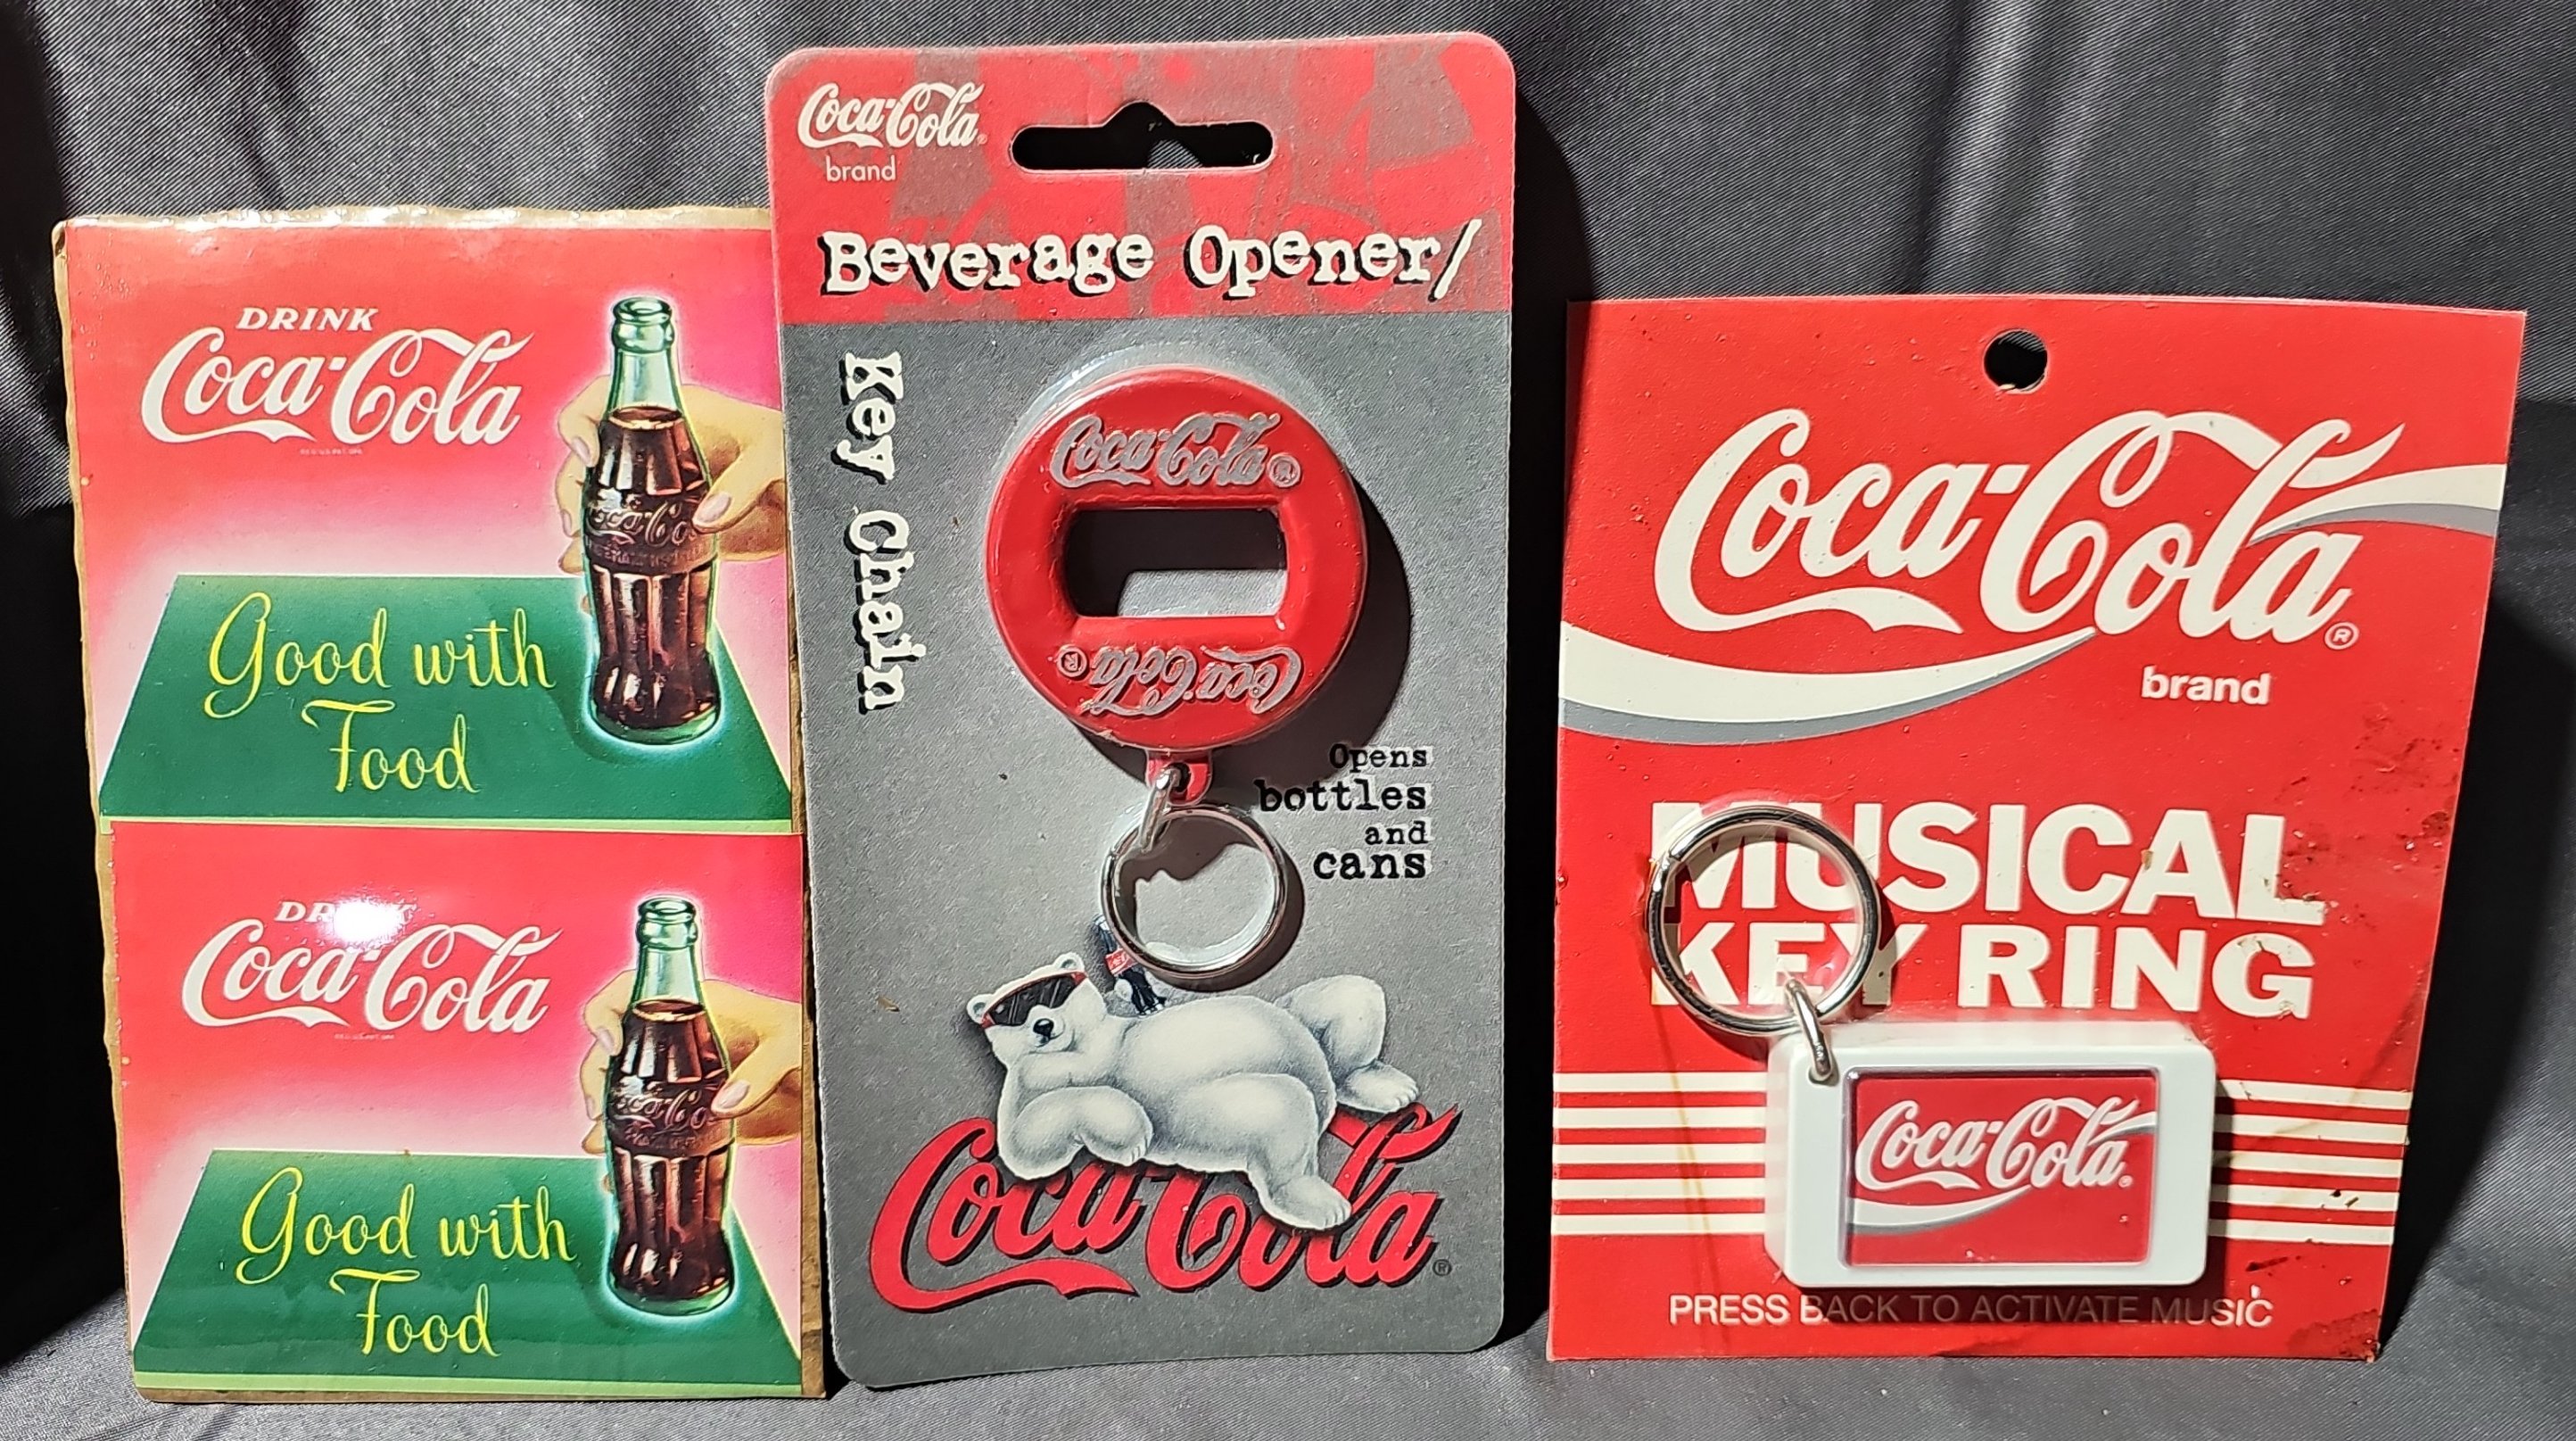 DRINK
Coca-Cola
Good with
Food
Coca-Cola
Good with
Food
Coca-Cola
brand
Beverage Opener/
Key Chain
Coca-Cola®
Coca-Cola®
Opens
bottles
and
cans
Coca-Cola®
Coca-Cola®
brand
MUSICAL
KEY RING
Coca-Cola®
PRESS BACK TO ACTIVATE MUSIC